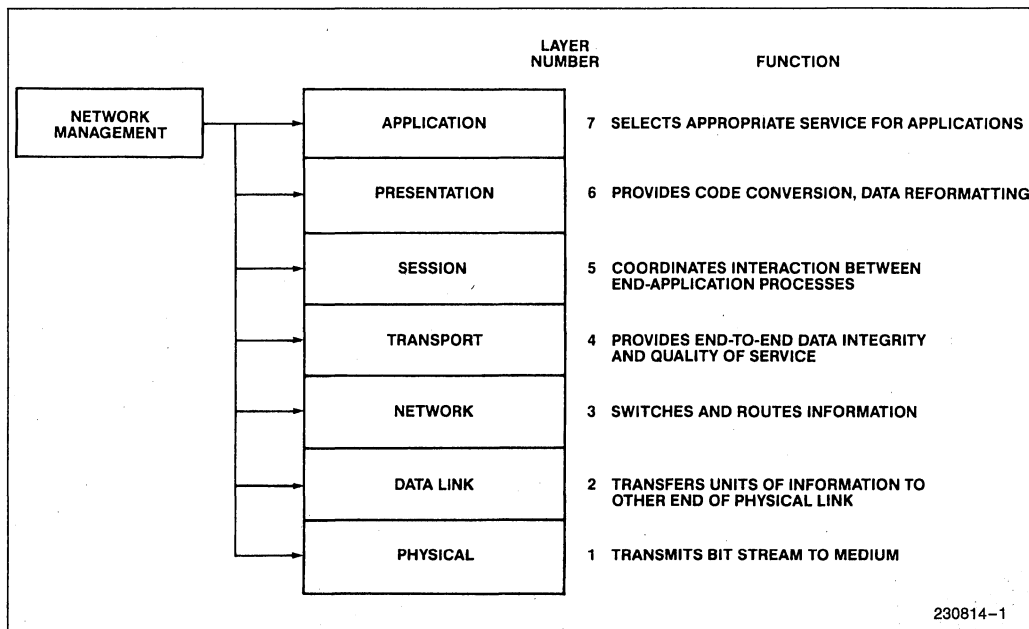 LAYER
NUMBER
FUNCTION
NETWORK
MANAGEMENT
APPLICATION
7 SELECTS APPROPRIATE SERVICE FOR APPLICATIONS
PRESENTATION
6 PROVIDES CODE CONVERSION, DATA REFORMATTING
SESSION
5 COORDINATES INTERACTION BETWEEN
END-APPLICATION PROCESSES
TRANSPORT
4 PROVIDES END-TO-END DATA INTEGRITY
AND QUALITY OF SERVICE
NETWORK
3 SWITCHES AND ROUTES INFORMATION
DATA LINK
2 TRANSFERS UNITS OF INFORMATION TO
OTHER END OF PHYSICAL LINK
PHYSICAL
1 TRANSMITS BIT STREAM TO MEDIUM
230814–1